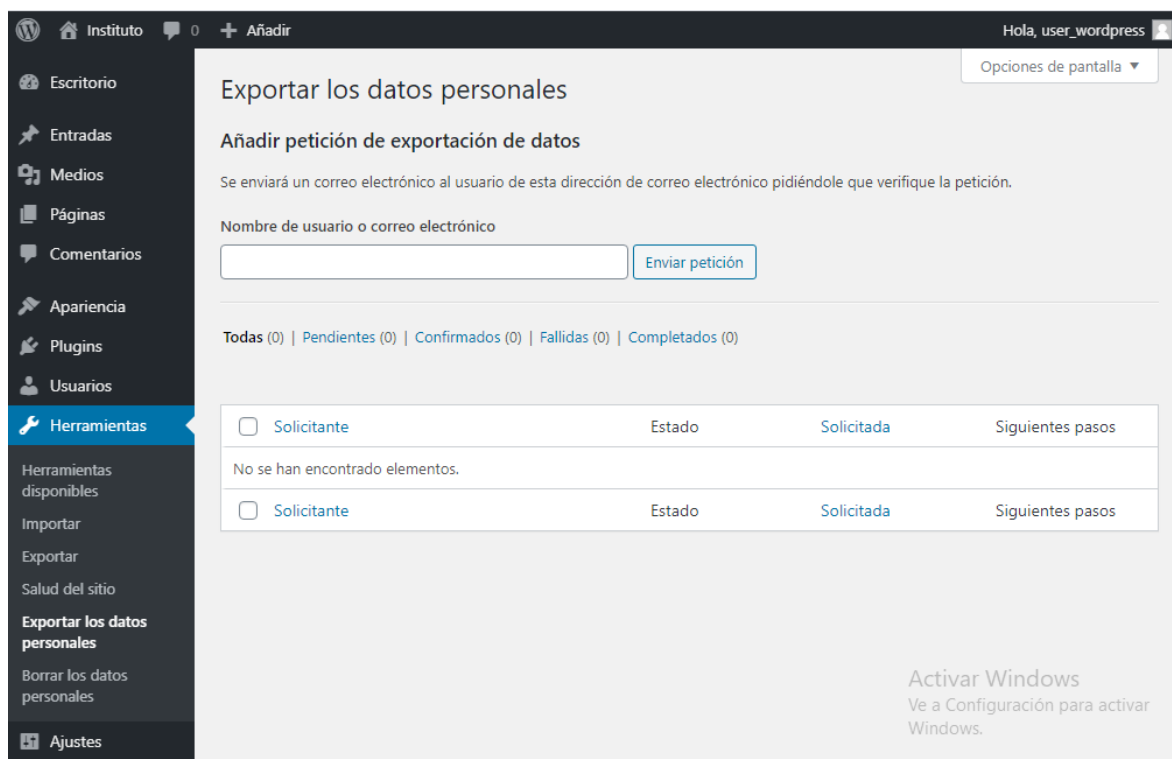 Instituto 0 + Añadir Hola, user_wordpress
Opciones de pantalla ▼
Escritorio
Entradas
Medios
Páginas
Comentarios
Apariencia
Plugins
Usuarios
Herramientas
Herramientas
disponibles
Importar
Exportar
Salud del sitio
Exportar los datos
personales
Borrar los datos
personales
Ajustes
Exportar los datos personales
Añadir petición de exportación de datos
Se enviará un correo electrónico al usuario de esta dirección de correo electrónico pidiéndole que verifique la petición.
Nombre de usuario o correo electrónico
Enviar petición
Todas (0) | Pendientes (0) | Confirmados (0) | Fallidas (0) | Completados (0)
Solicitante Estado Solicitada Siguientes pasos
No se han encontrado elementos.
Solicitante Estado Solicitada Siguientes pasos
Activar Windows
Ve a Configuración para activar
Windows.